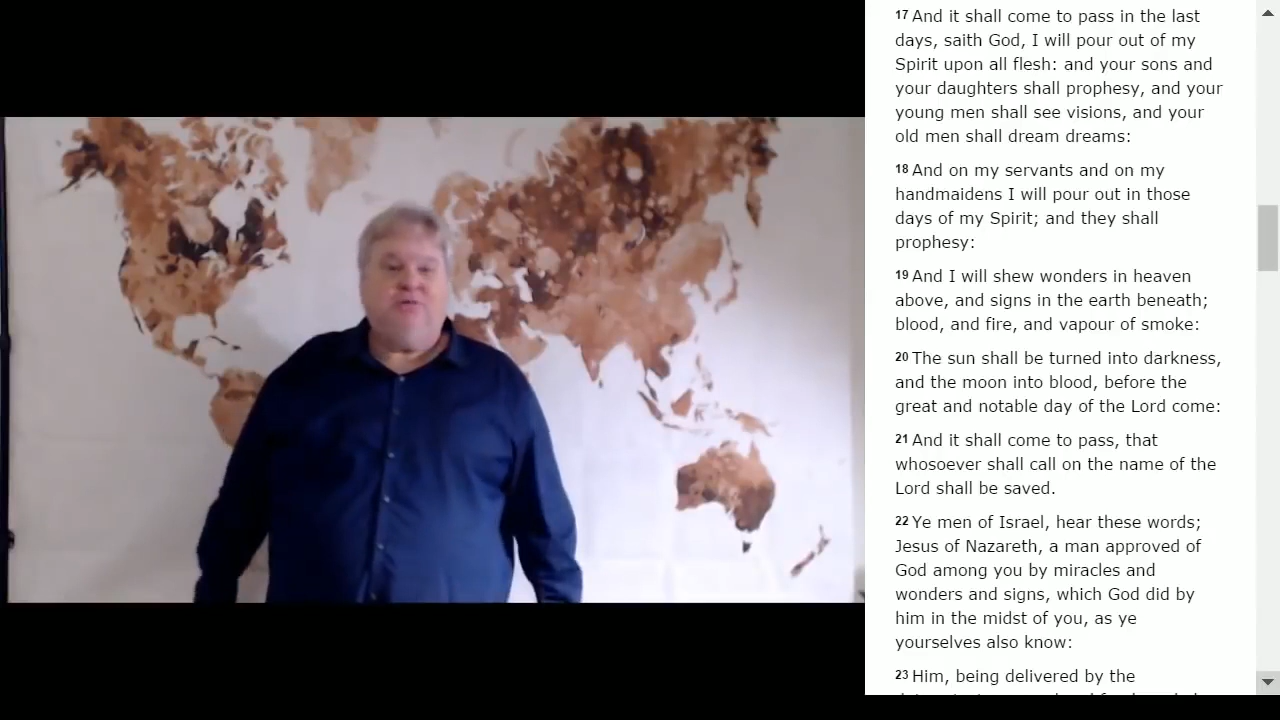 17 And it shall come to pass in the last
days, saith God, I will pour out of my
Spirit upon all flesh: and your sons and
your daughters shall prophesy, and your
young men shall see visions, and your
old men shall dream dreams:
18 And on my servants and on my
handmaidens I will pour out in those
days of my Spirit; and they shall
prophesy:
19 And I will shew wonders in heaven
above, and signs in the earth beneath;
blood, and fire, and vapour of smoke:
20 The sun shall be turned into darkness,
and the moon into blood, before the
great and notable day of the Lord come:
21 And it shall come to pass, that
whosoever shall call on the name of the
Lord shall be saved.
22 Ye men of Israel, hear these words;
Jesus of Nazareth, a man approved of
God among you by miracles and
wonders and signs, which God did by
him in the midst of you, as ye
yourselves also know:
23 Him, being delivered by the